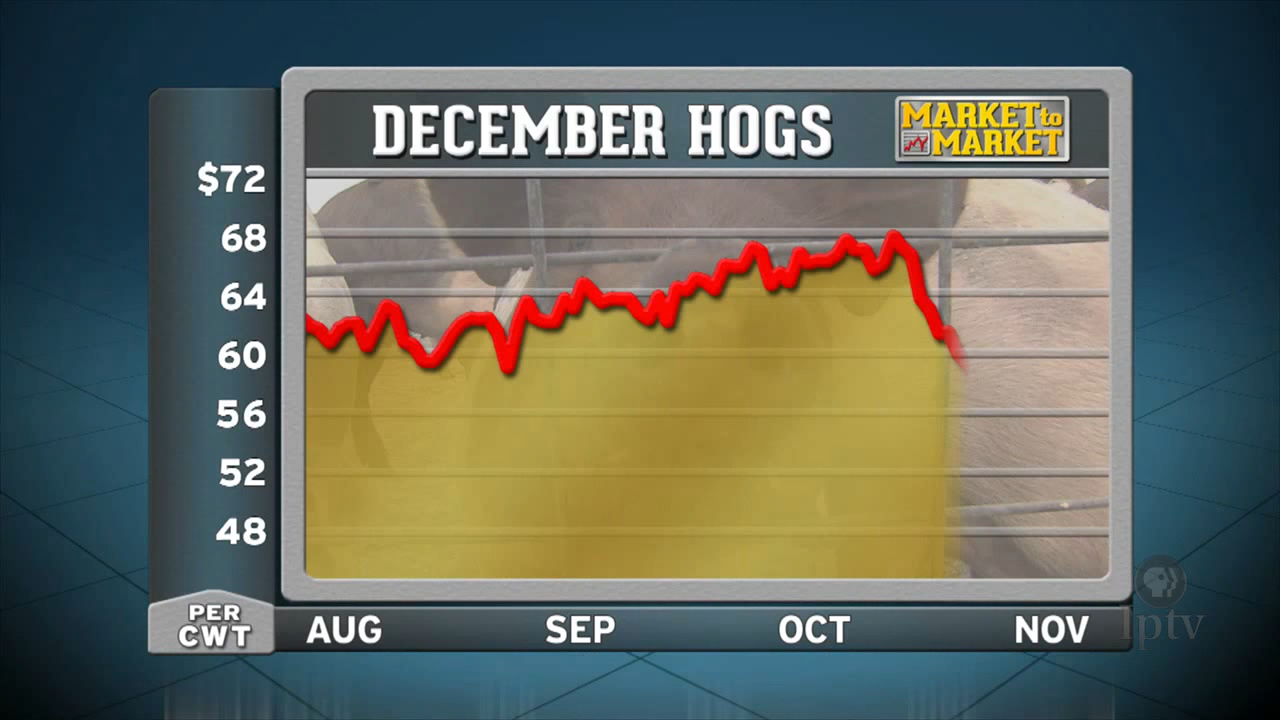 DECEMBER HOGS
MARKET to
MARKET
$72
68
64
60
56
52
48
PER
CWT
AUG SEP OCT NOV
iptv